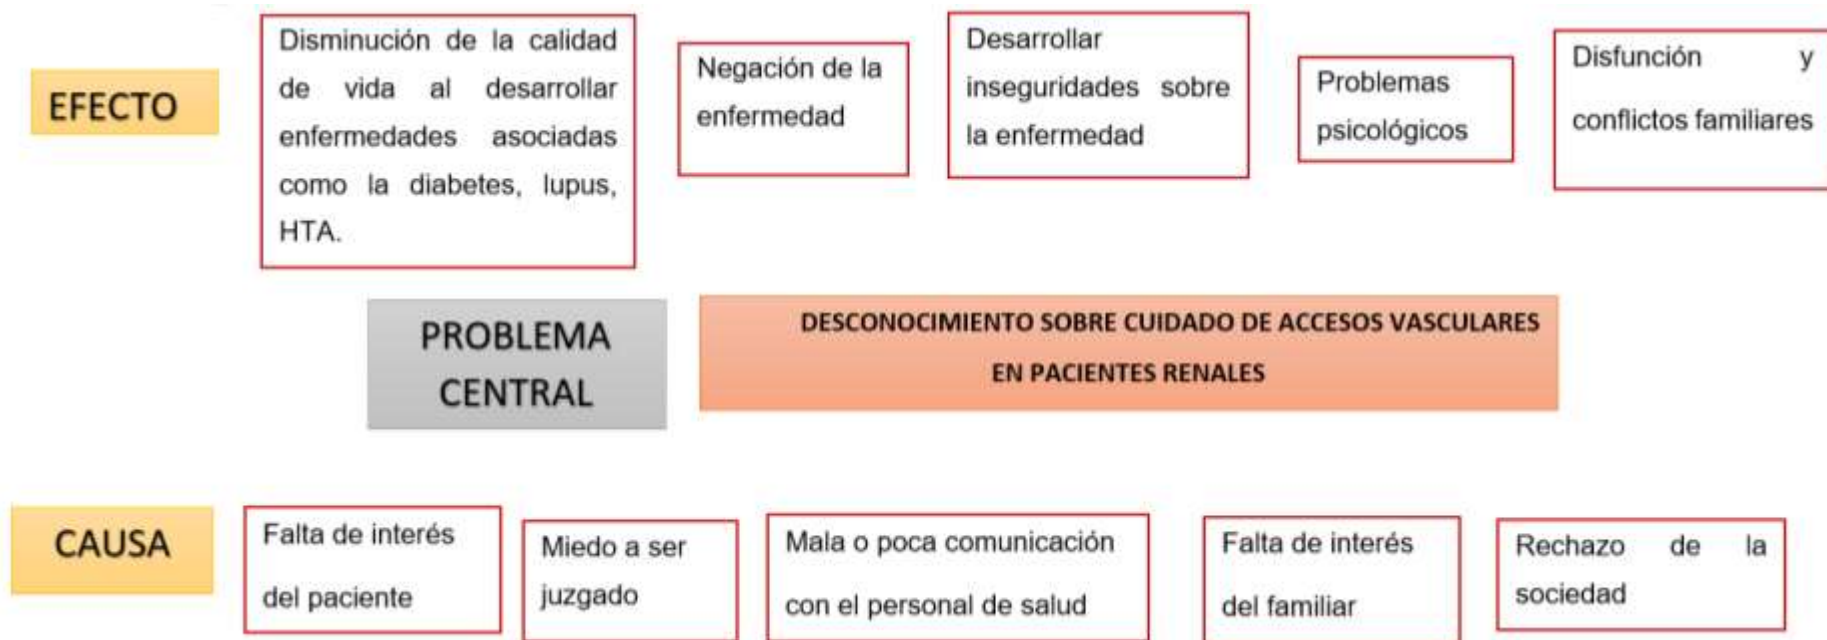 EFECTO
Disminución de la calidad
de vida al desarrollar
enfermedades asociadas
como la diabetes, lupus,
HTA.
Negación de la
enfermedad
Desarrollar
inseguridades sobre
la enfermedad
Problemas
psicológicos
Disfunción y
conflictos familiares
PROBLEMA
CENTRAL
DESCONOCIMIENTO SOBRE CUIDADO DE ACCESOS VASCULARES
EN PACIENTES RENALES
CAUSA
Falta de interés
del paciente
Miedo a ser
juzgado
Mala o poca comunicación
con el personal de salud
Falta de interés
del familiar
Rechazo de la
sociedad